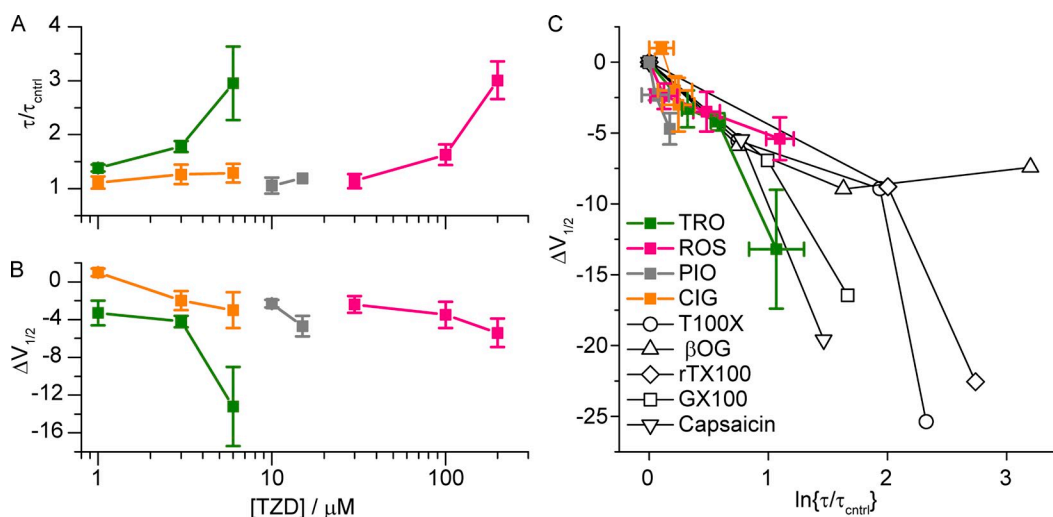 A
τ/τcntrl
4
3
2
1
B
ΔV1/2
0
-4
-8
-12
-16
1
10
100
[TZD] / μM
C
ΔV1/2
0
-5
-10
-15
-20
-25
TRO
ROS
PIO
CIG
T100X
βOG
rTX100
GX100
Capsaicin
0
1
2
3
ln{τ/τcntrl}